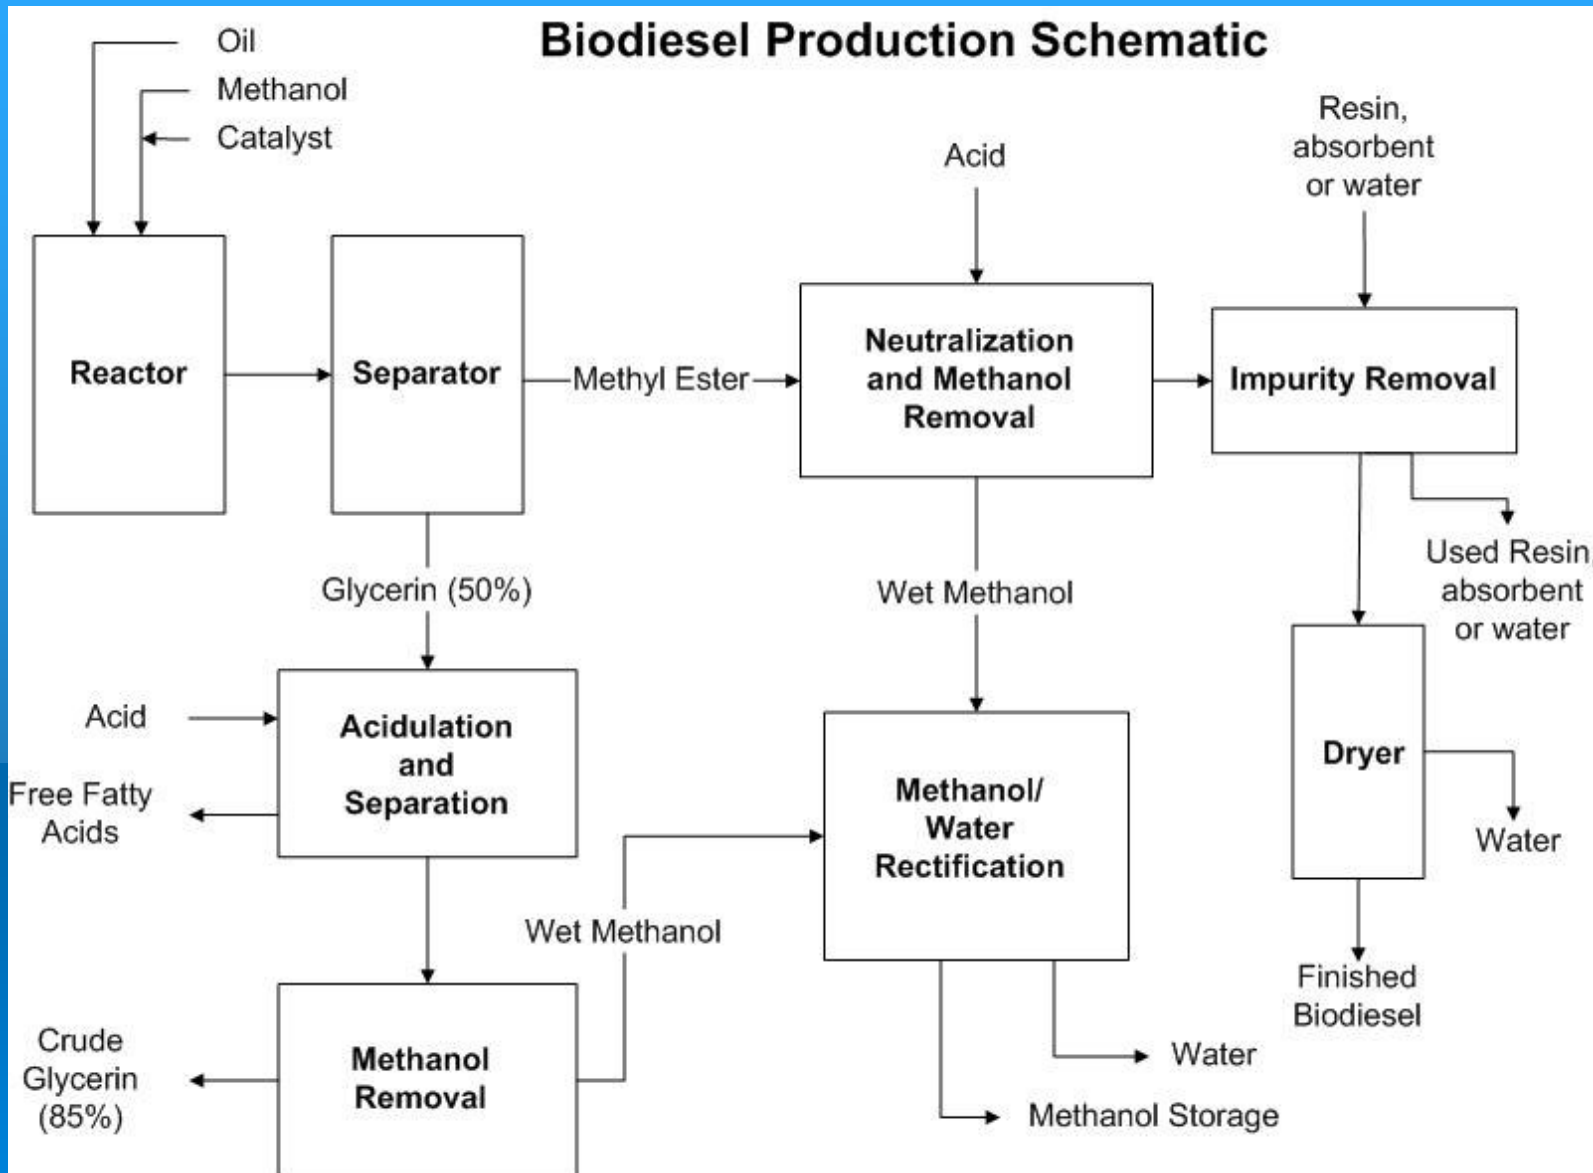 Biodiesel Production Schematic
Oil
Methanol
Catalyst
Acid
Resin,
absorbent
or water
Reactor
Separator
Methyl Ester
Neutralization
and Methanol
Removal
Impurity Removal
Glycerin (50%)
Wet Methanol
Used Resin,
absorbent
or water
Acid
Free Fatty
Acids
Acidulation
and
Separation
Methanol/
Water
Rectification
Dryer
Water
Wet Methanol
Finished
Biodiesel
Crude
Glycerin
(85%)
Methanol
Removal
Water
Methanol Storage